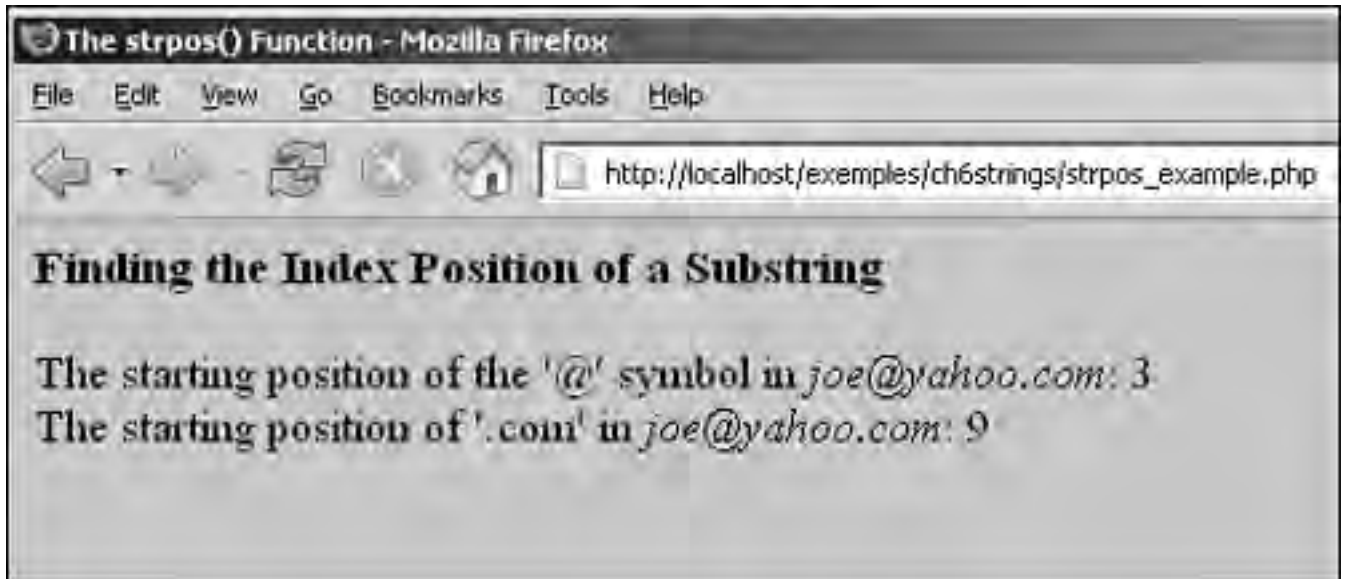 The strpos() Function - Mozilla Firefox
File Edit View Go Bookmarks Tools Help
http://localhost/exemples/ch6strings/strpos_example.php
Finding the Index Position of a Substring
The starting position of the '@' symbol in joe@yahoo.com: 3
The starting position of '.com' in joe@yahoo.com: 9